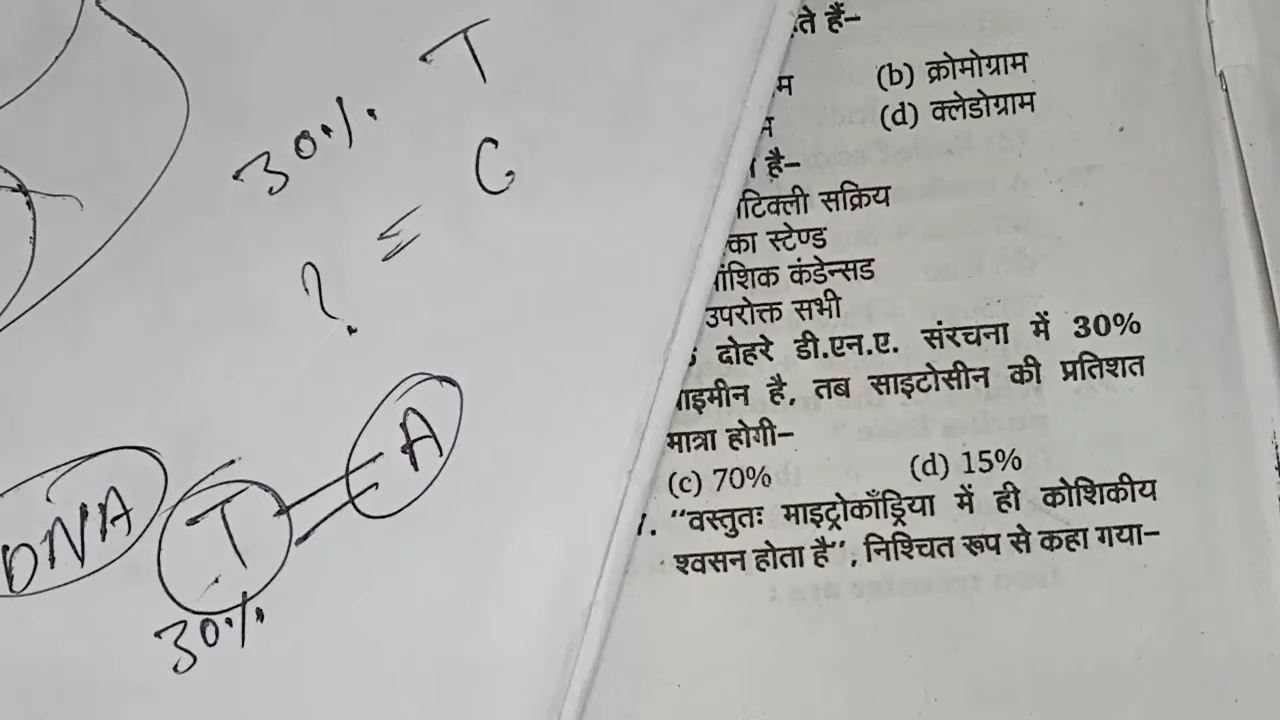 T
30%
C
=
?
A
DNA
T
30%
ते हैं–
म (b) क्रोमोग्राम
(d) क्लेडोग्राम
है–
सक्रिय
का स्टेण्ड
कंडेन्सड
उपरोक्त सभी
दोहरे डी.एन.ए. संरचना में 30%
है, तब साइटोसीन की प्रतिशत
मात्रा होगी–
(c) 70% (d) 15%
"वस्तुतः माइट्रोकाँड्रिया में ही कोशिकीय
श्वसन होता है", निश्चित रूप से कहा गया–